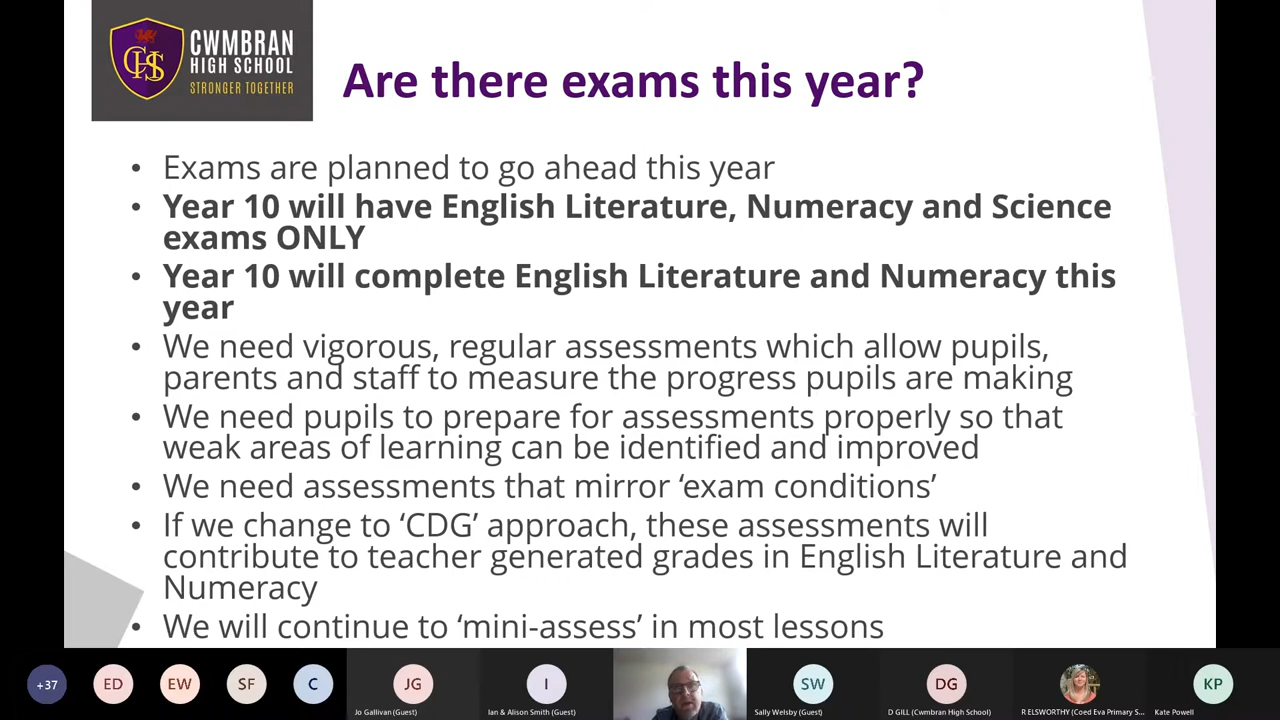 CWMBRAN
HIGH SCHOOL
STRONGER TOGETHER
CHS
Are there exams this year?
• Exams are planned to go ahead this year
• Year 10 will have English Literature, Numeracy and Science
exams ONLY
• Year 10 will complete English Literature and Numeracy this
year
• We need vigorous, regular assessments which allow pupils,
parents and staff to measure the progress pupils are making
• We need pupils to prepare for assessments properly so that
weak areas of learning can be identified and improved
• We need assessments that mirror ‘exam conditions’
• If we change to ‘CDG’ approach, these assessments will
contribute to teacher generated grades in English Literature and
Numeracy
• We will continue to ‘mini-assess’ in most lessons
+37 ED EW SF C JG I SW DG KP
Jo Gallivan (Guest) Ian & Alison Smith (Guest) Sally Welsby (Guest) D GILL (Cwmbran High School) R ELSWORTHY (Coed Eva Primary S... Kate Powell